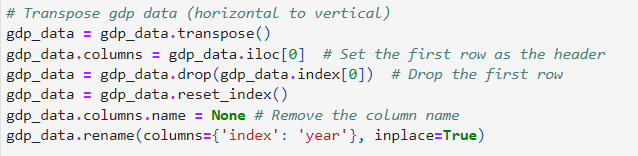 # Transpose gdp data (horizontal to vertical)
gdp_data = gdp_data.transpose()
gdp_data.columns = gdp_data.iloc[0]  # Set the first row as the header
gdp_data = gdp_data.drop(gdp_data.index[0])  # Drop the first row
gdp_data = gdp_data.reset_index()
gdp_data.columns.name = None # Remove the column name
gdp_data.rename(columns={'index': 'year'}, inplace=True)